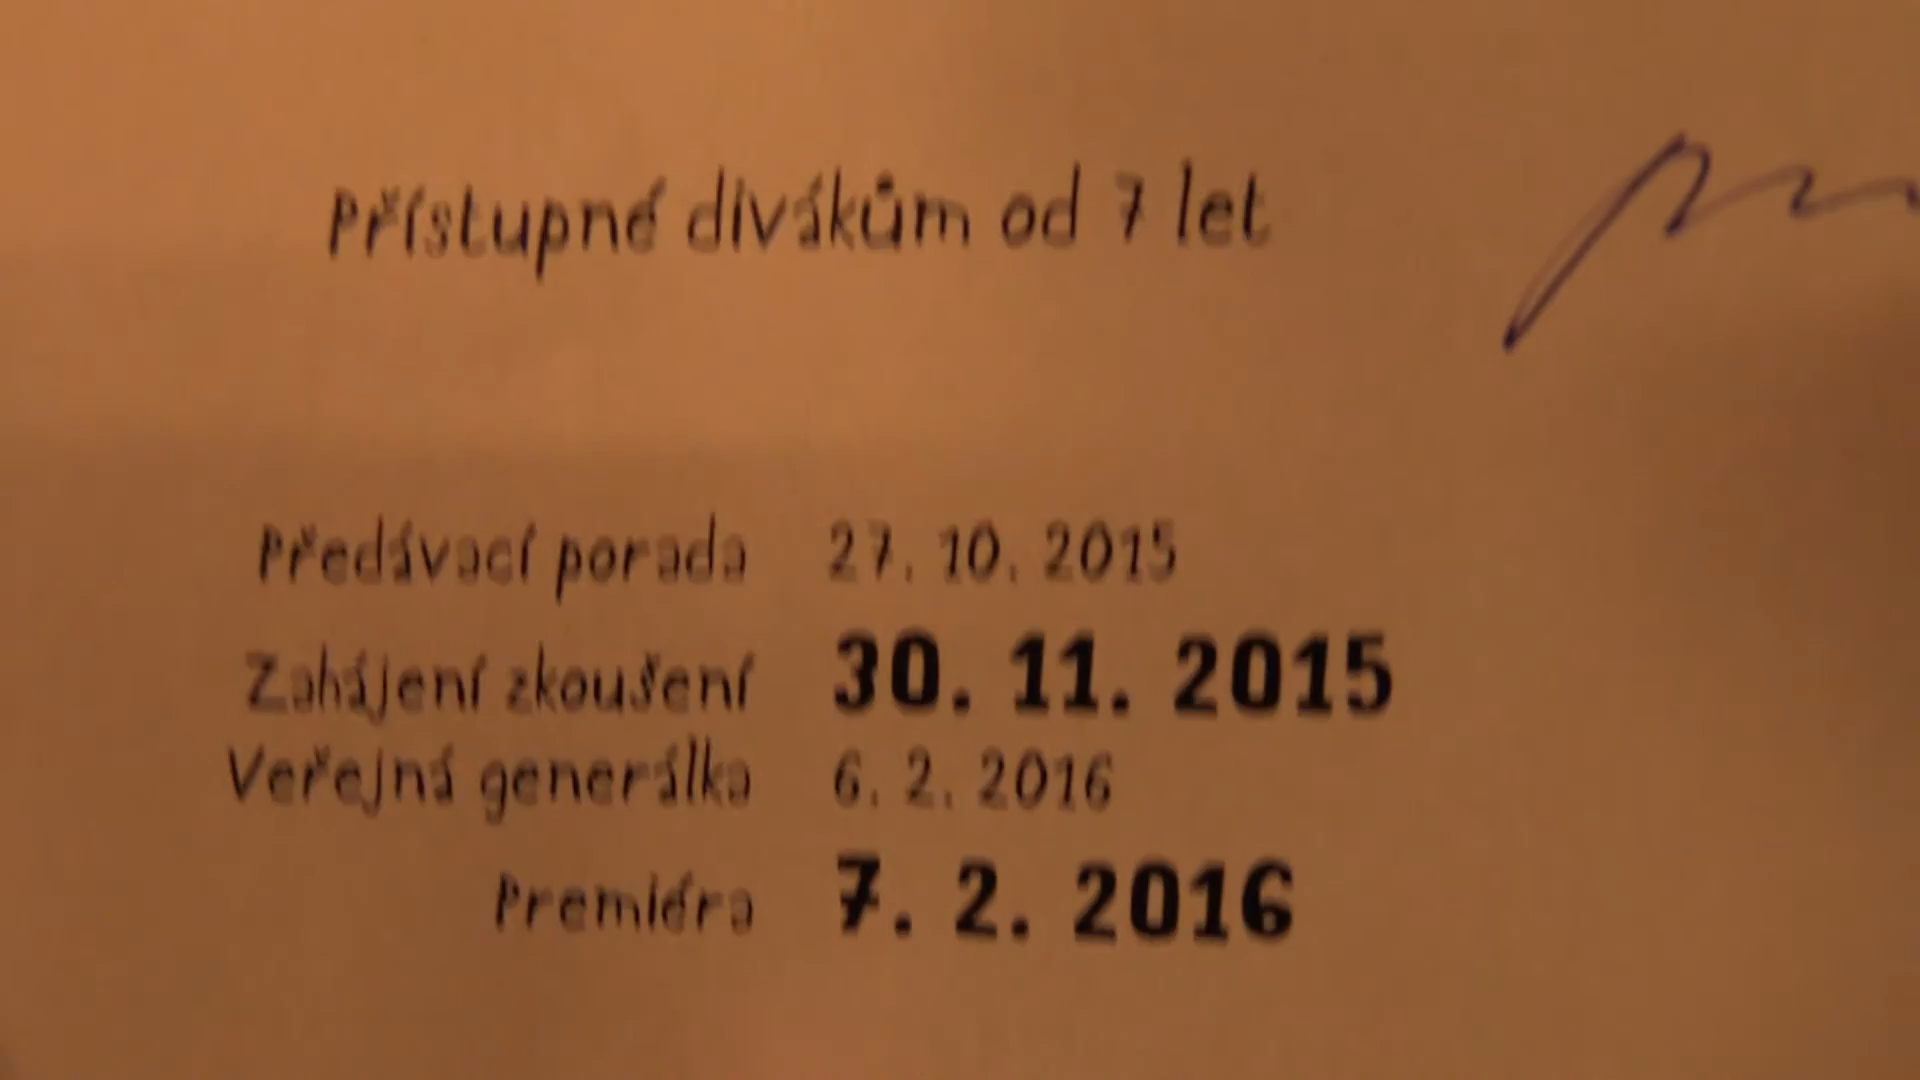 Přístupné divákům od 7 let
Předávací porada 27. 10. 2015
Zahájení zkoušení 30. 11. 2015
Veřejná generálka 6. 2. 2016
Premiéra 7. 2. 2016